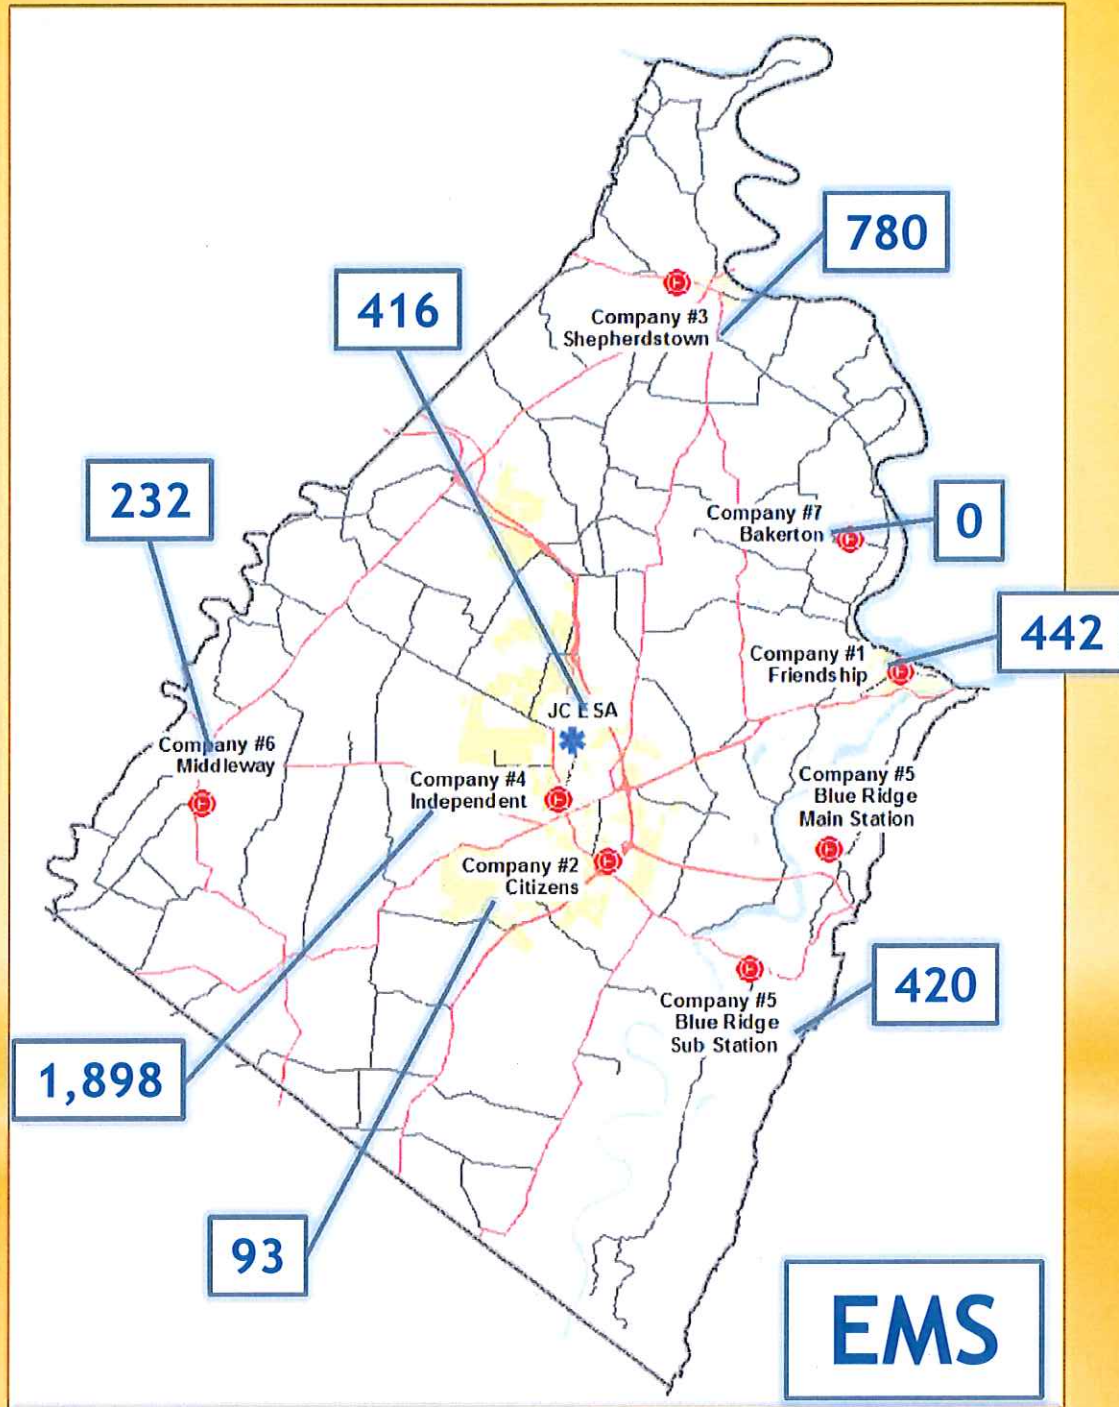 780
Company #3
Shepherdstown
416
232
Company #7
Bakerton
0
442
Company #1
Friendship
JCESA
Company #6
Middleway
Company #4
Independent
Company #5
Blue Ridge
Main Station
Company #2
Citizens
420
Company #5
Blue Ridge
Sub Station
1,898
93
EMS